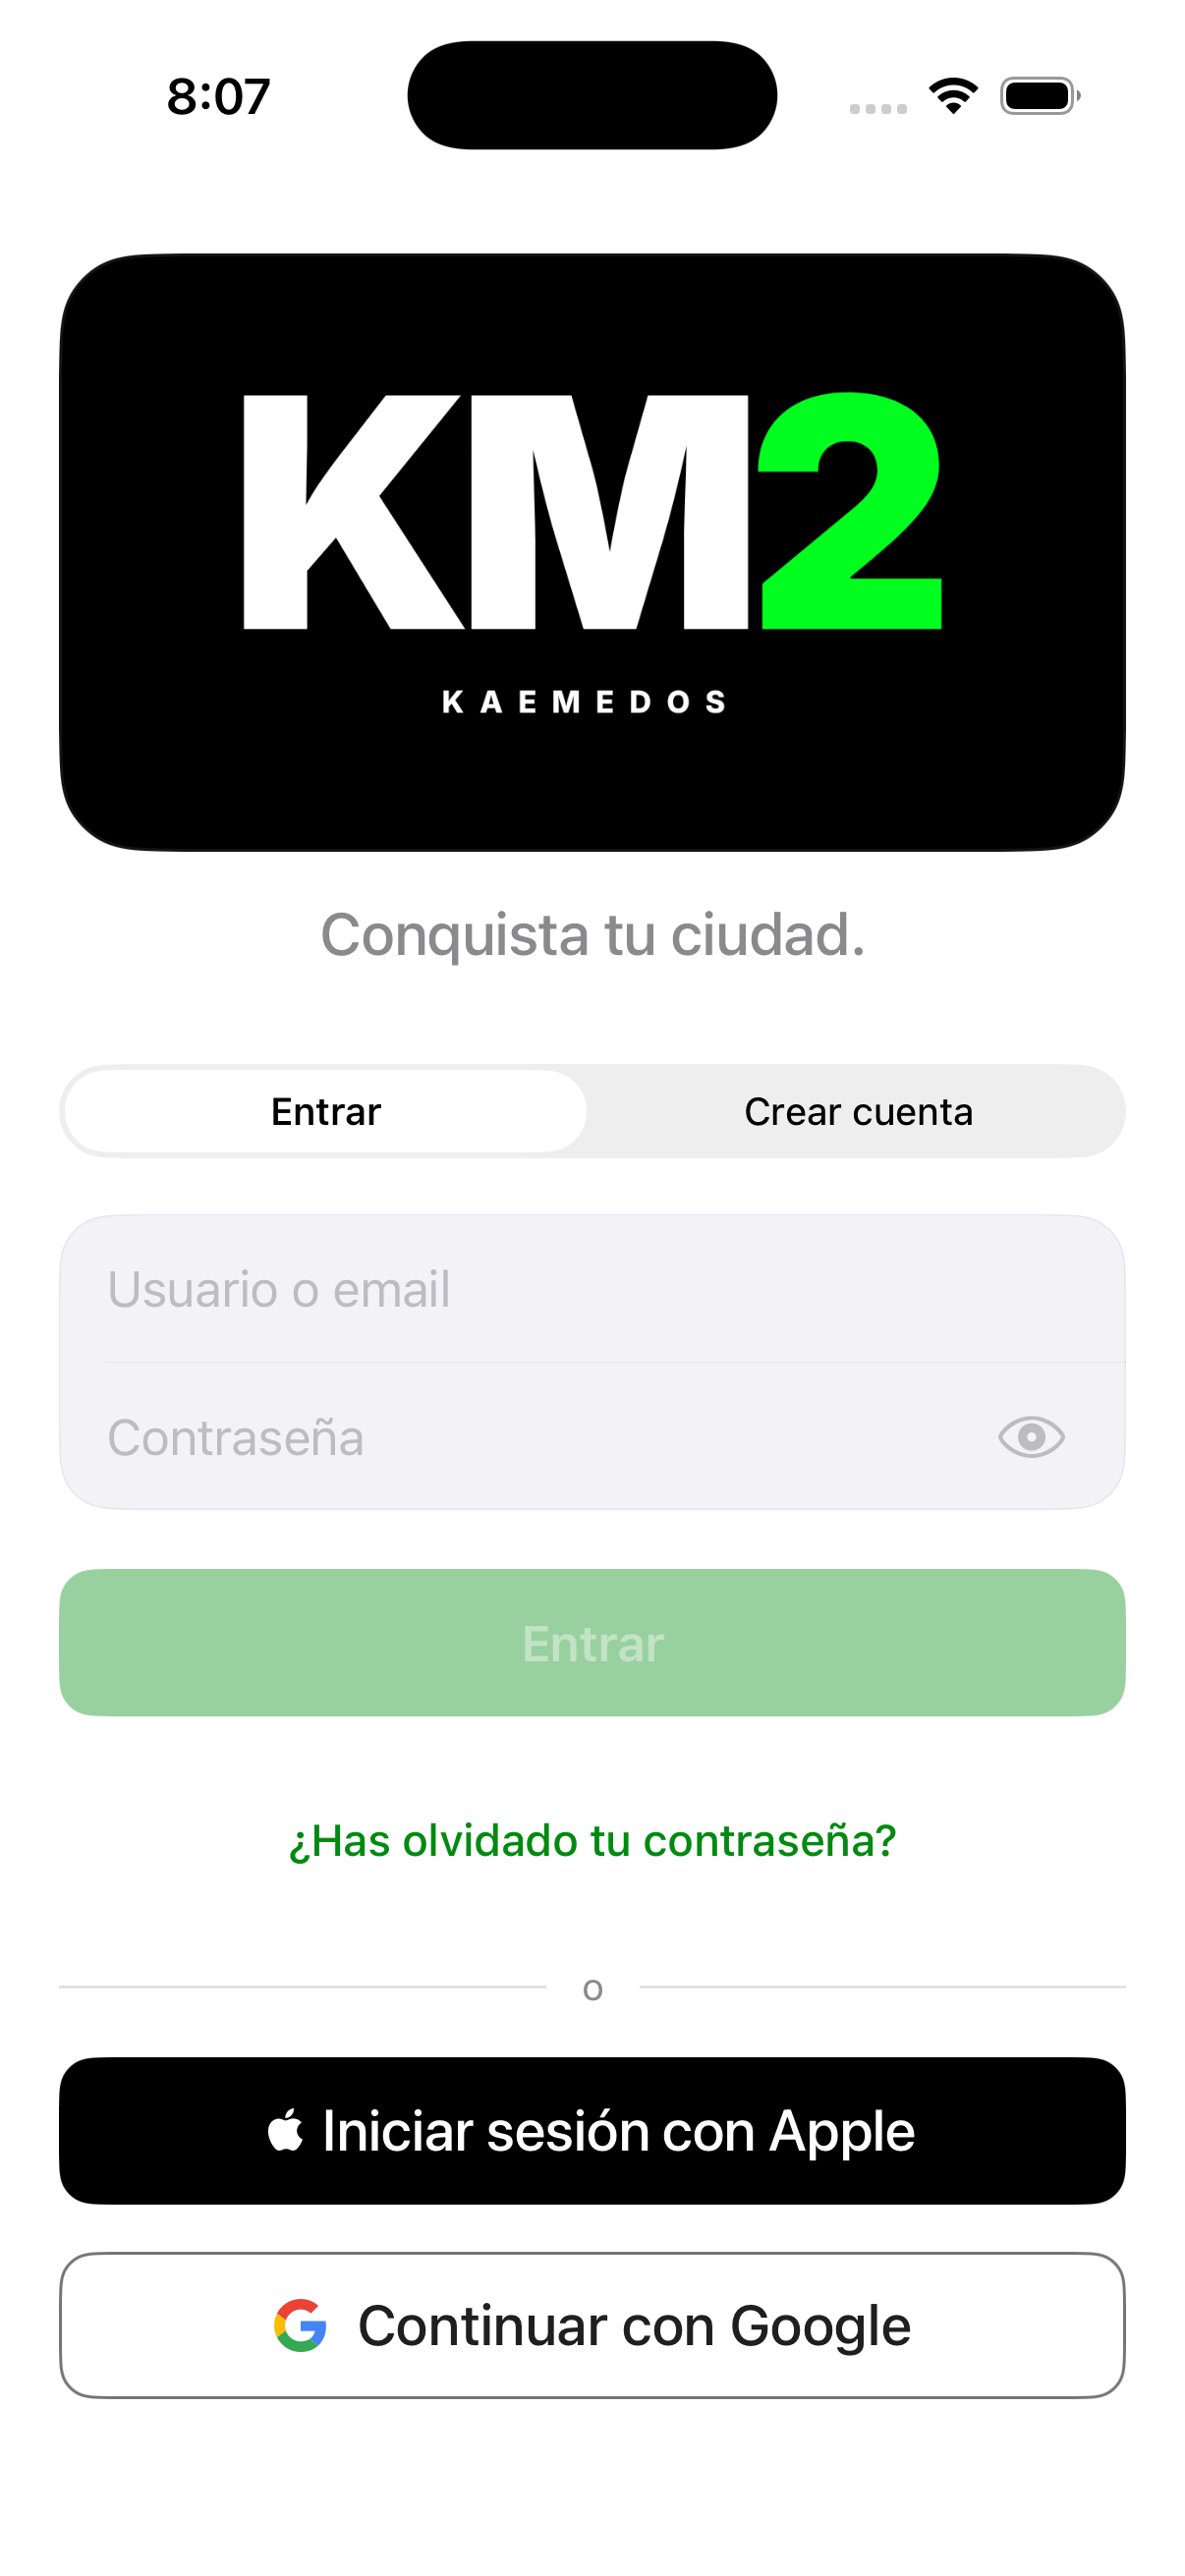 8:07
KM2
KAEMEDOS
Conquista tu ciudad.
Entrar
Crear cuenta
Usuario o email
Contraseña
Entrar
¿Has olvidado tu contraseña?
o
Iniciar sesión con Apple
Continuar con Google